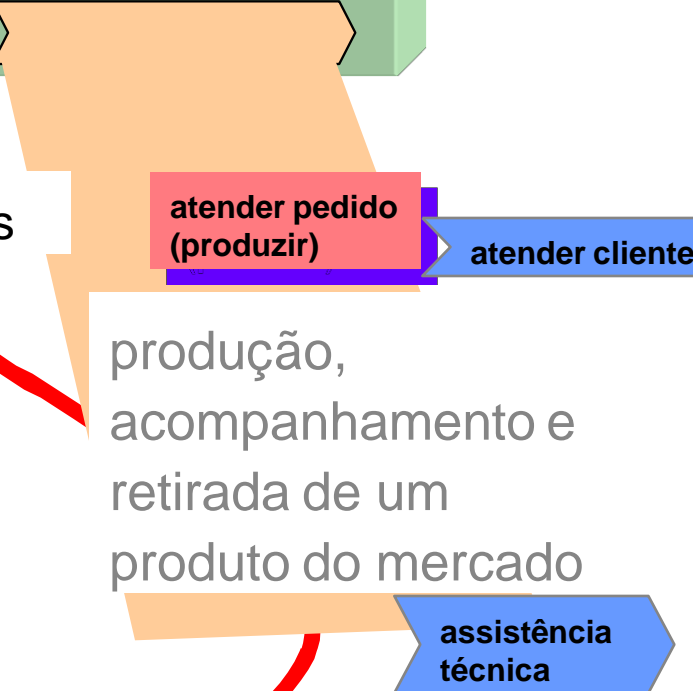 s
atender pedido
(produzir)
atender cliente
produção,
acompanhamento e
retirada de um
produto do mercado
assistência
técnica